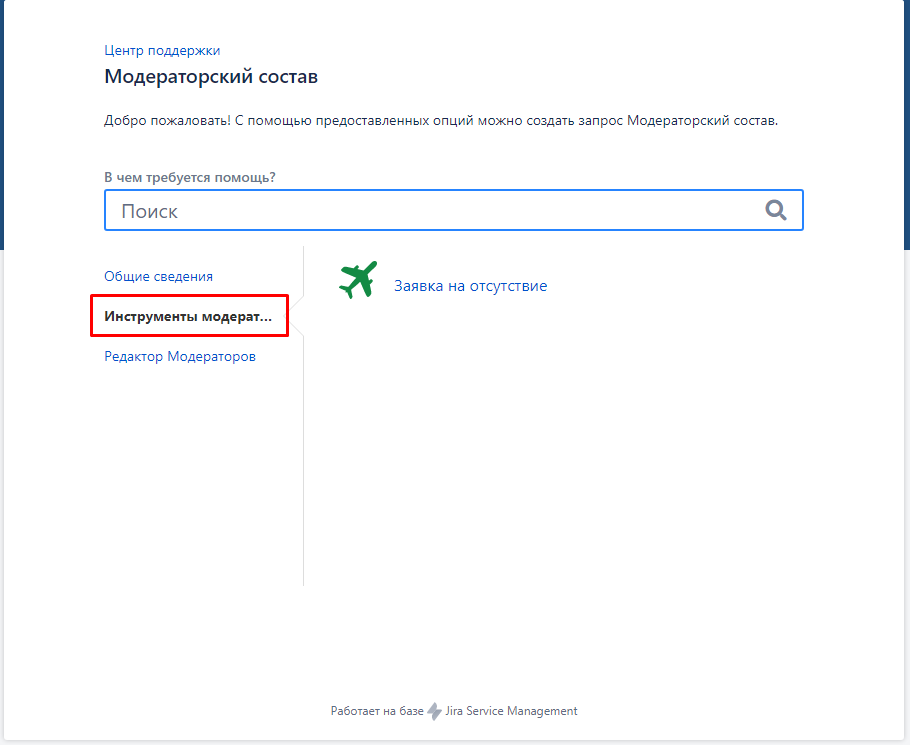 Центр поддержки
Модераторский состав
Добро пожаловать! С помощью предоставленных опций можно создать запрос Модераторский состав.
В чем требуется помощь?
Поиск
Общие сведения
Инструменты модерат...
Редактор Модераторов
Заявка на отсутствие
Работает на базе Jira Service Management